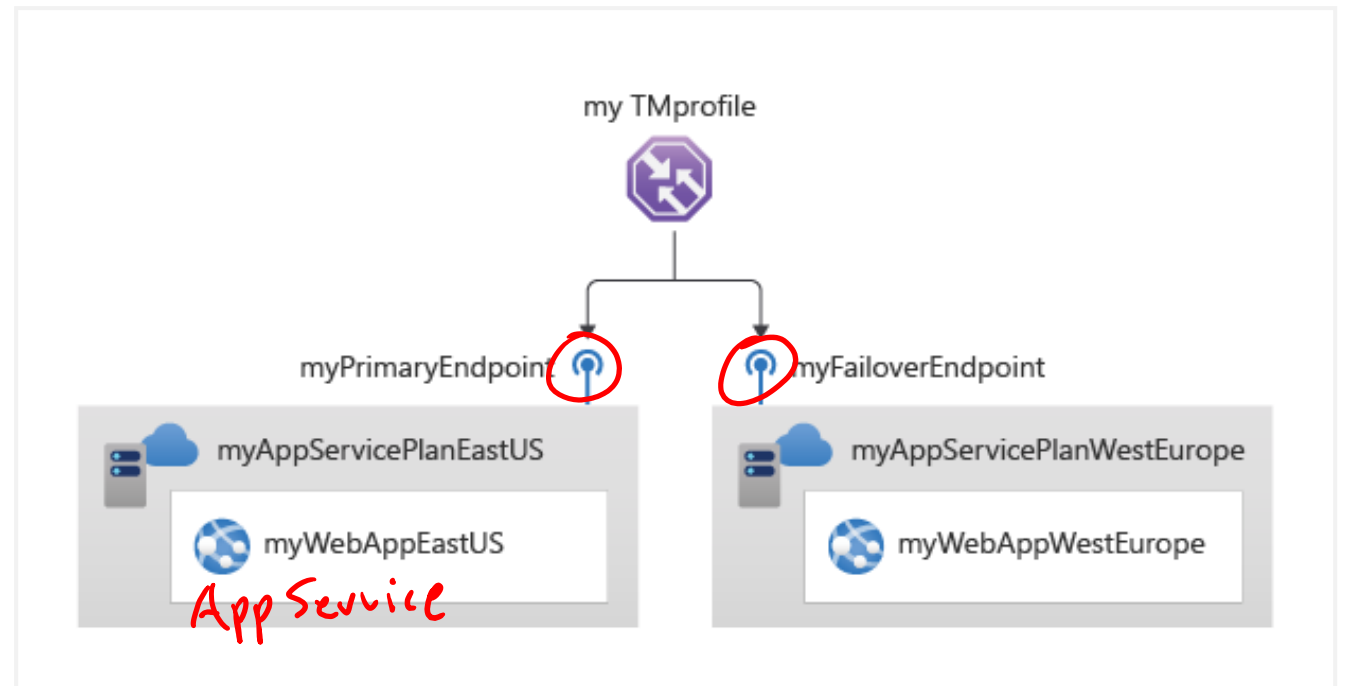 my TMprofile
myPrimaryEndpoint
myFailoverEndpoint
myAppServicePlanEastUS
myAppServicePlanWestEurope
myWebAppEastUS
myWebAppWestEurope
App Service